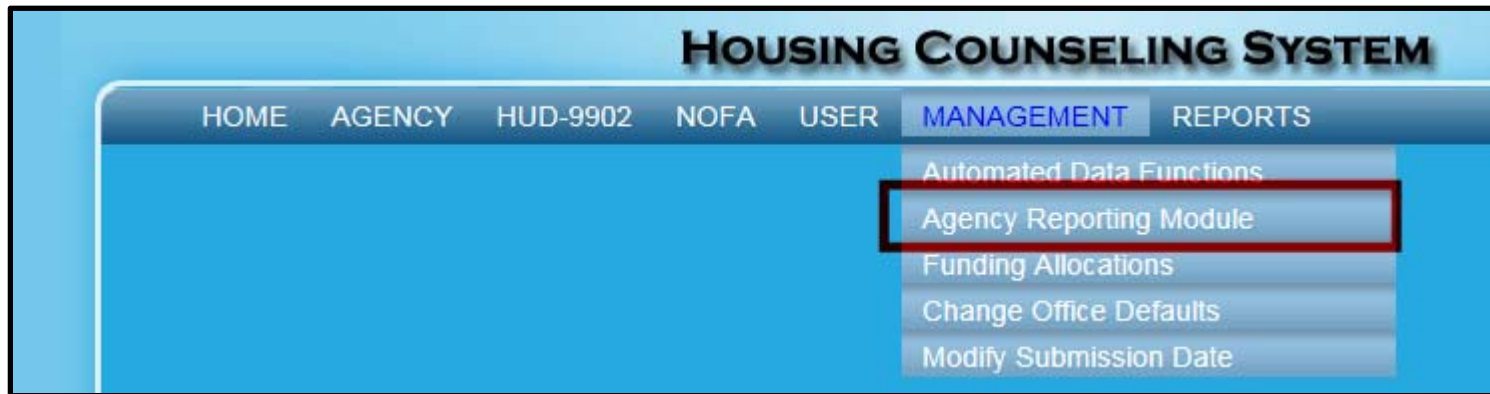 HOUSING COUNSELING SYSTEM
HOME AGENCY HUD-9902 NOFA USER MANAGEMENT REPORTS
Automated Data Functions
Agency Reporting Module
Funding Allocations
Change Office Defaults
Modify Submission Date